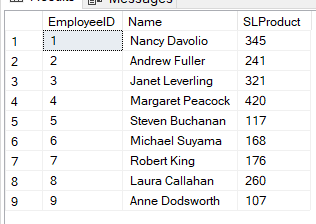 Messages
EmployeeID Name SLProduct
1 1 Nancy Davolio 345
2 2 Andrew Fuller 241
3 3 Janet Leverling 321
4 4 Margaret Peacock 420
5 5 Steven Buchanan 117
6 6 Michael Suyama 168
7 7 Robert King 176
8 8 Laura Callahan 260
9 9 Anne Dodsworth 107